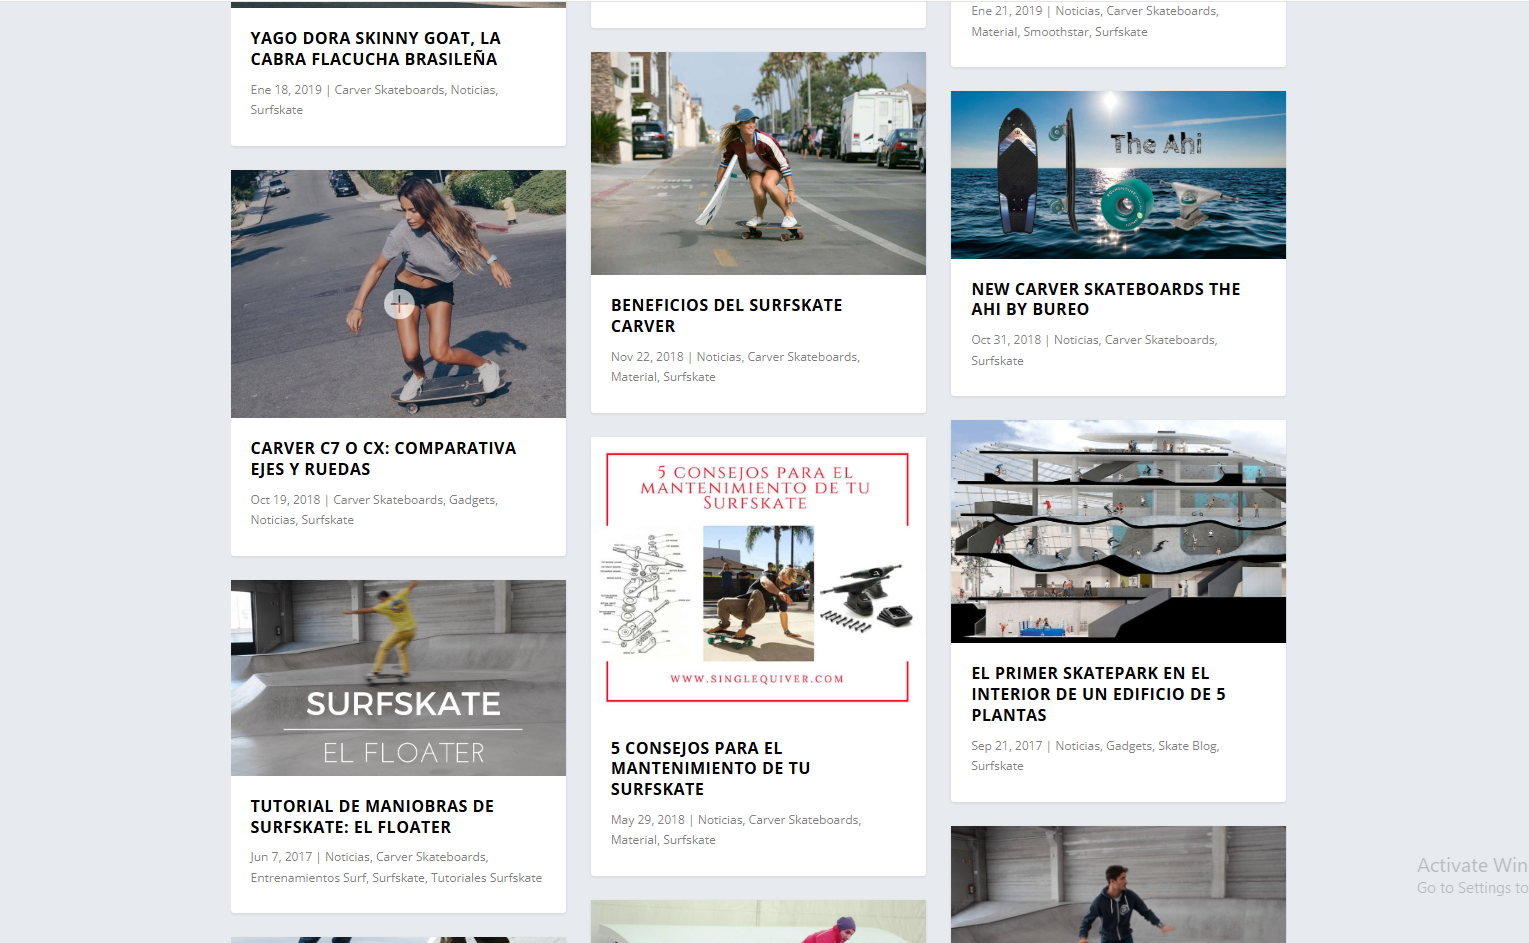 YAGO DORA SKINNY GOAT, LA
CABRA FLACUCHA BRASILEÑA
Ene 18, 2019 | Carver Skateboards, Noticias,
Surfskate
CARVER C7 O CX: COMPARATIVA
EJES Y RUEDAS
Oct 19, 2018 | Carver Skateboards, Gadgets,
Noticias, Surfskate
SURFSKATE
EL FLOATER
TUTORIAL DE MANIOBRAS DE
SURFSKATE: EL FLOATER
Jun 7, 2017 | Noticias, Carver Skateboards,
Entrenamientos Surf, Surfskate, Tutoriales Surfskate
BENEFICIOS DEL SURFSKATE
CARVER
Nov 22, 2018 | Noticias, Carver Skateboards,
Material, Surfskate
5 CONSEJOS PARA EL
MANTENIMIENTO DE TU
SURFSKATE
WWW.SINGLEQUIVER.COM
5 CONSEJOS PARA EL
MANTENIMIENTO DE TU
SURFSKATE
May 29, 2018 | Noticias, Carver Skateboards,
Material, Surfskate
Ene 21, 2019 | Noticias, Carver Skateboards,
Material, Smoothstar, Surfskate
The Ahi
NEW CARVER SKATEBOARDS THE
AHI BY BUREO
Oct 31, 2018 | Noticias, Carver Skateboards,
Surfskate
EL PRIMER SKATEPARK EN EL
INTERIOR DE UN EDIFICIO DE 5
PLANTAS
Sep 21, 2017 | Noticias, Gadgets, Skate Blog,
Surfskate
Activate Win
Go to Settings to